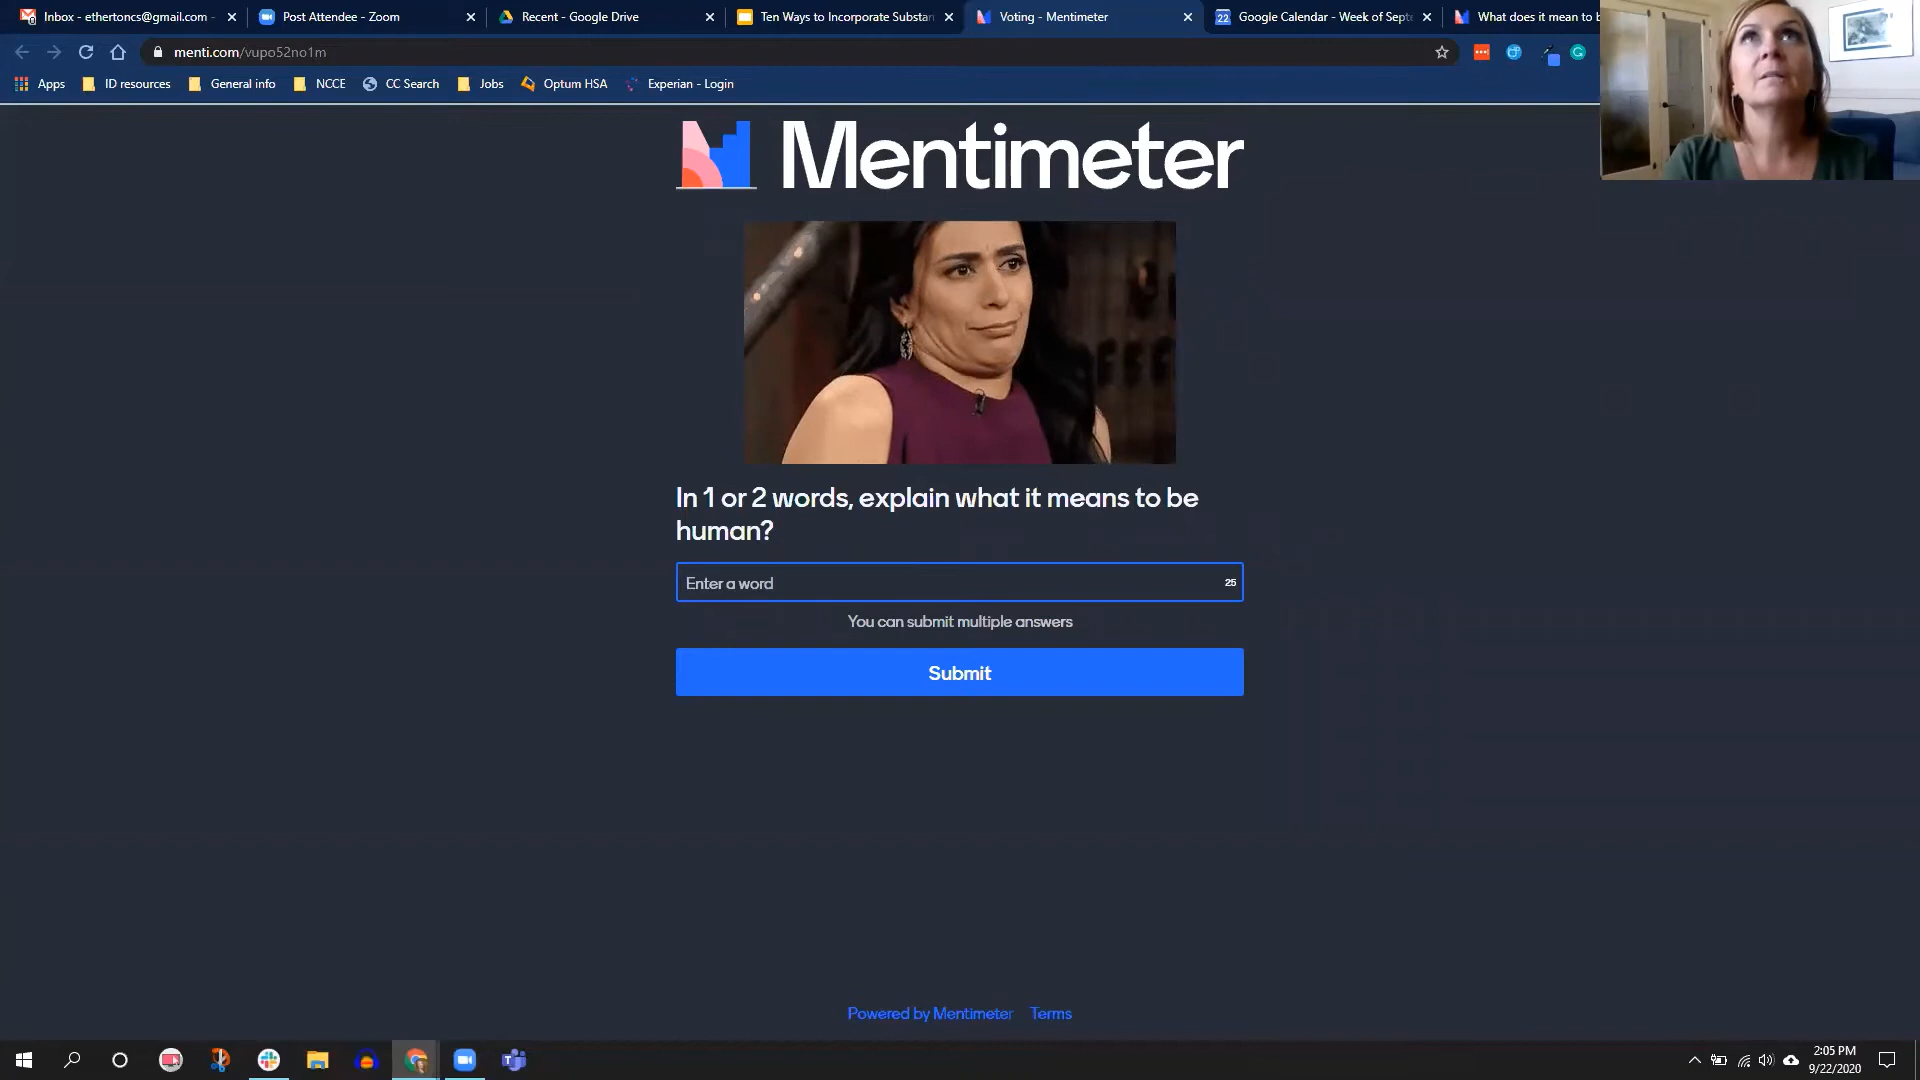 Inbox - ethertoncs@gmail.com -
Post Attendee - Zoom
Recent - Google Drive
Ten Ways to Incorporate Substan
Voting - Mentimeter
Google Calendar - Week of Septe
What does it mean to b
menti.com/vupo52no1m
Apps
ID resources
General info
NCCE
CC Search
Jobs
Optum HSA
Experian - Login
Mentimeter
In 1 or 2 words, explain what it means to be
human?
Enter a word
25
You can submit multiple answers
Submit
Powered by Mentimeter Terms
2:05 PM
9/22/2020